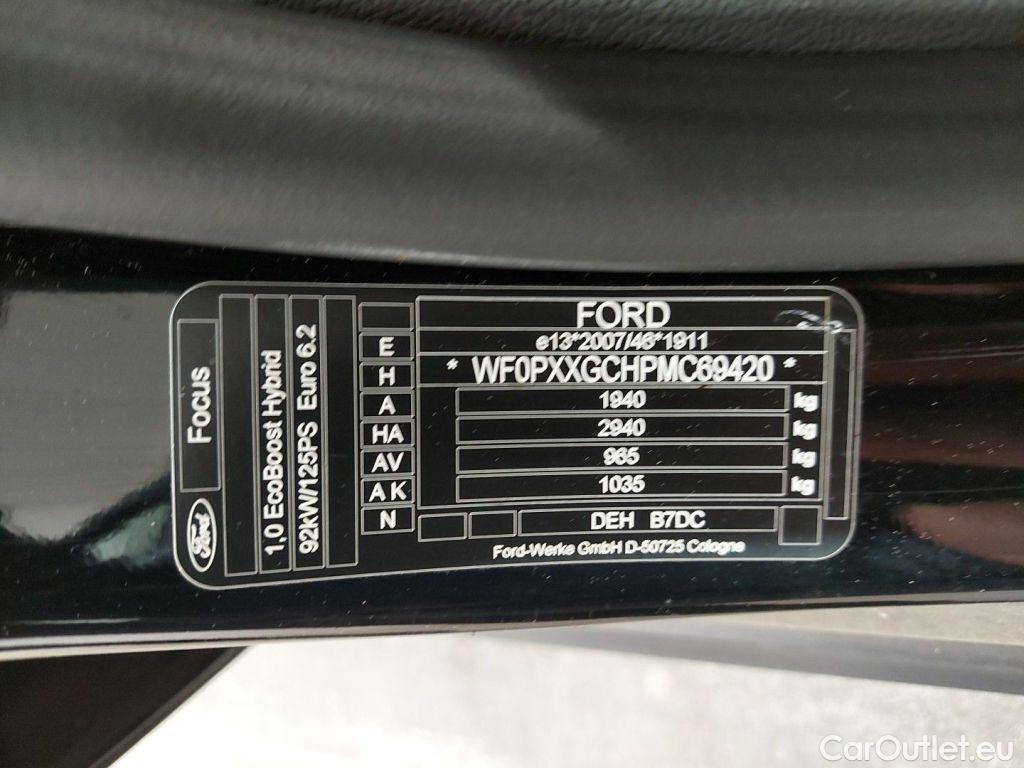 Ford
Focus
1,0 EcoBoost Hybrid
92kW/125PS Euro 6.2
FORD
E e13*2007/46*1911
H * WF0PXXGCHPMC69420 *
A 1940 kg
HA 2940 kg
AV 965 kg
AK 1035 kg
N DEH B7DC
Ford-Werke GmbH D-50725 Cologne
CarOutlet.eu